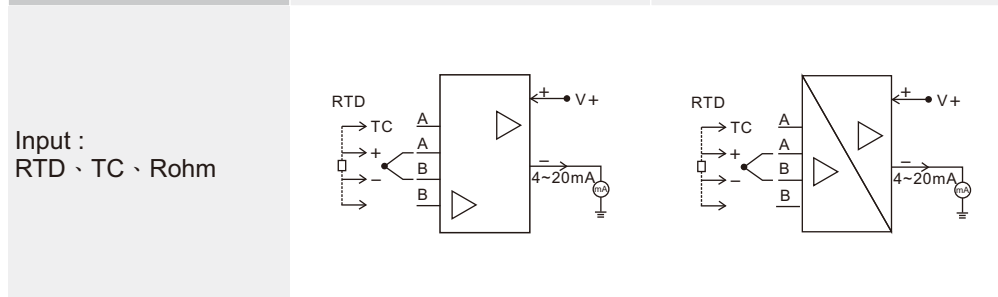 Input :
RTD、TC、Rohm
RTD
TC
+
−
A
A
B
B
+
V+
−
4~20mA
mA
RTD
TC
+
−
A
A
B
B
+
V+
−
4~20mA
mA